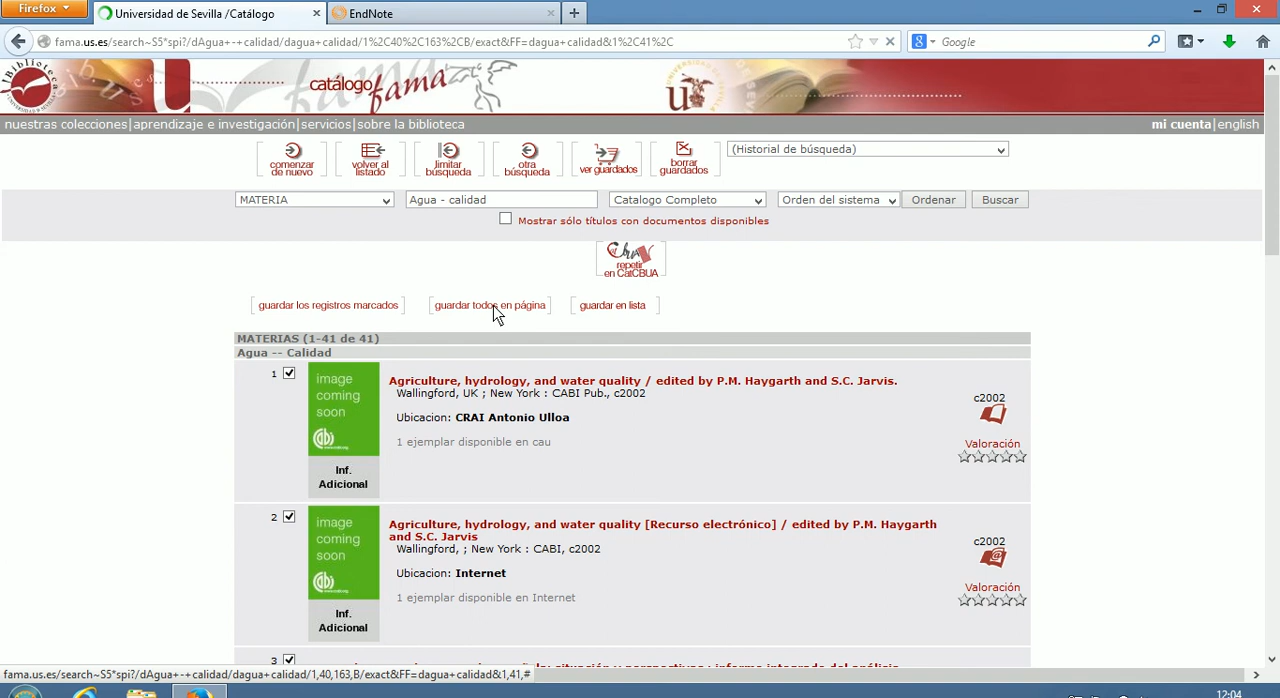 Firefox
Universidad de Sevilla /Catálogo
EndNote
fama.us.es/search~S5*spi?/dAgua+-+calidad/dagua+calidad/1%2C40%2C163%2CB/exact&FF=dagua+calidad&1%2C41%2C
Google
Biblioteca
catálogo fama
us
nuestras colecciones|aprendizaje e investigación|servicios|sobre la biblioteca
mi cuenta|english
comenzar de nuevo
volver al listado
limitar búsqueda
otra búsqueda
ver guardados
borrar guardados
(Historial de búsqueda)
MATERIA
Agua - calidad
Catalogo Completo
Orden del sistema
Ordenar
Buscar
Mostrar sólo títulos con documentos disponibles
repetir
en CatCBUA
guardar los registros marcados
guardar todos en página
guardar en lista
MATERIAS (1-41 de 41)
Agua -- Calidad
1
image
coming
soon
cabi
Inf.
Adicional
Agriculture, hydrology, and water quality / edited by P.M. Haygarth and S.C. Jarvis.
Wallingford, UK ; New York : CABI Pub., c2002
Ubicacion: CRAI Antonio Ulloa
1 ejemplar disponible en cau
c2002
Valoración
2
image
coming
soon
cabi
Inf.
Adicional
Agriculture, hydrology, and water quality [Recurso electrónico] / edited by P.M. Haygarth
and S.C. Jarvis
Wallingford, ; New York : CABI, c2002
Ubicacion: Internet
1 ejemplar disponible en Internet
c2002
Valoración
3
fama.us.es/search~S5*spi?/dAgua+-+calidad/dagua+calidad/1,40,163,B/exact&FF=dagua+calidad&1,41,#
12:04